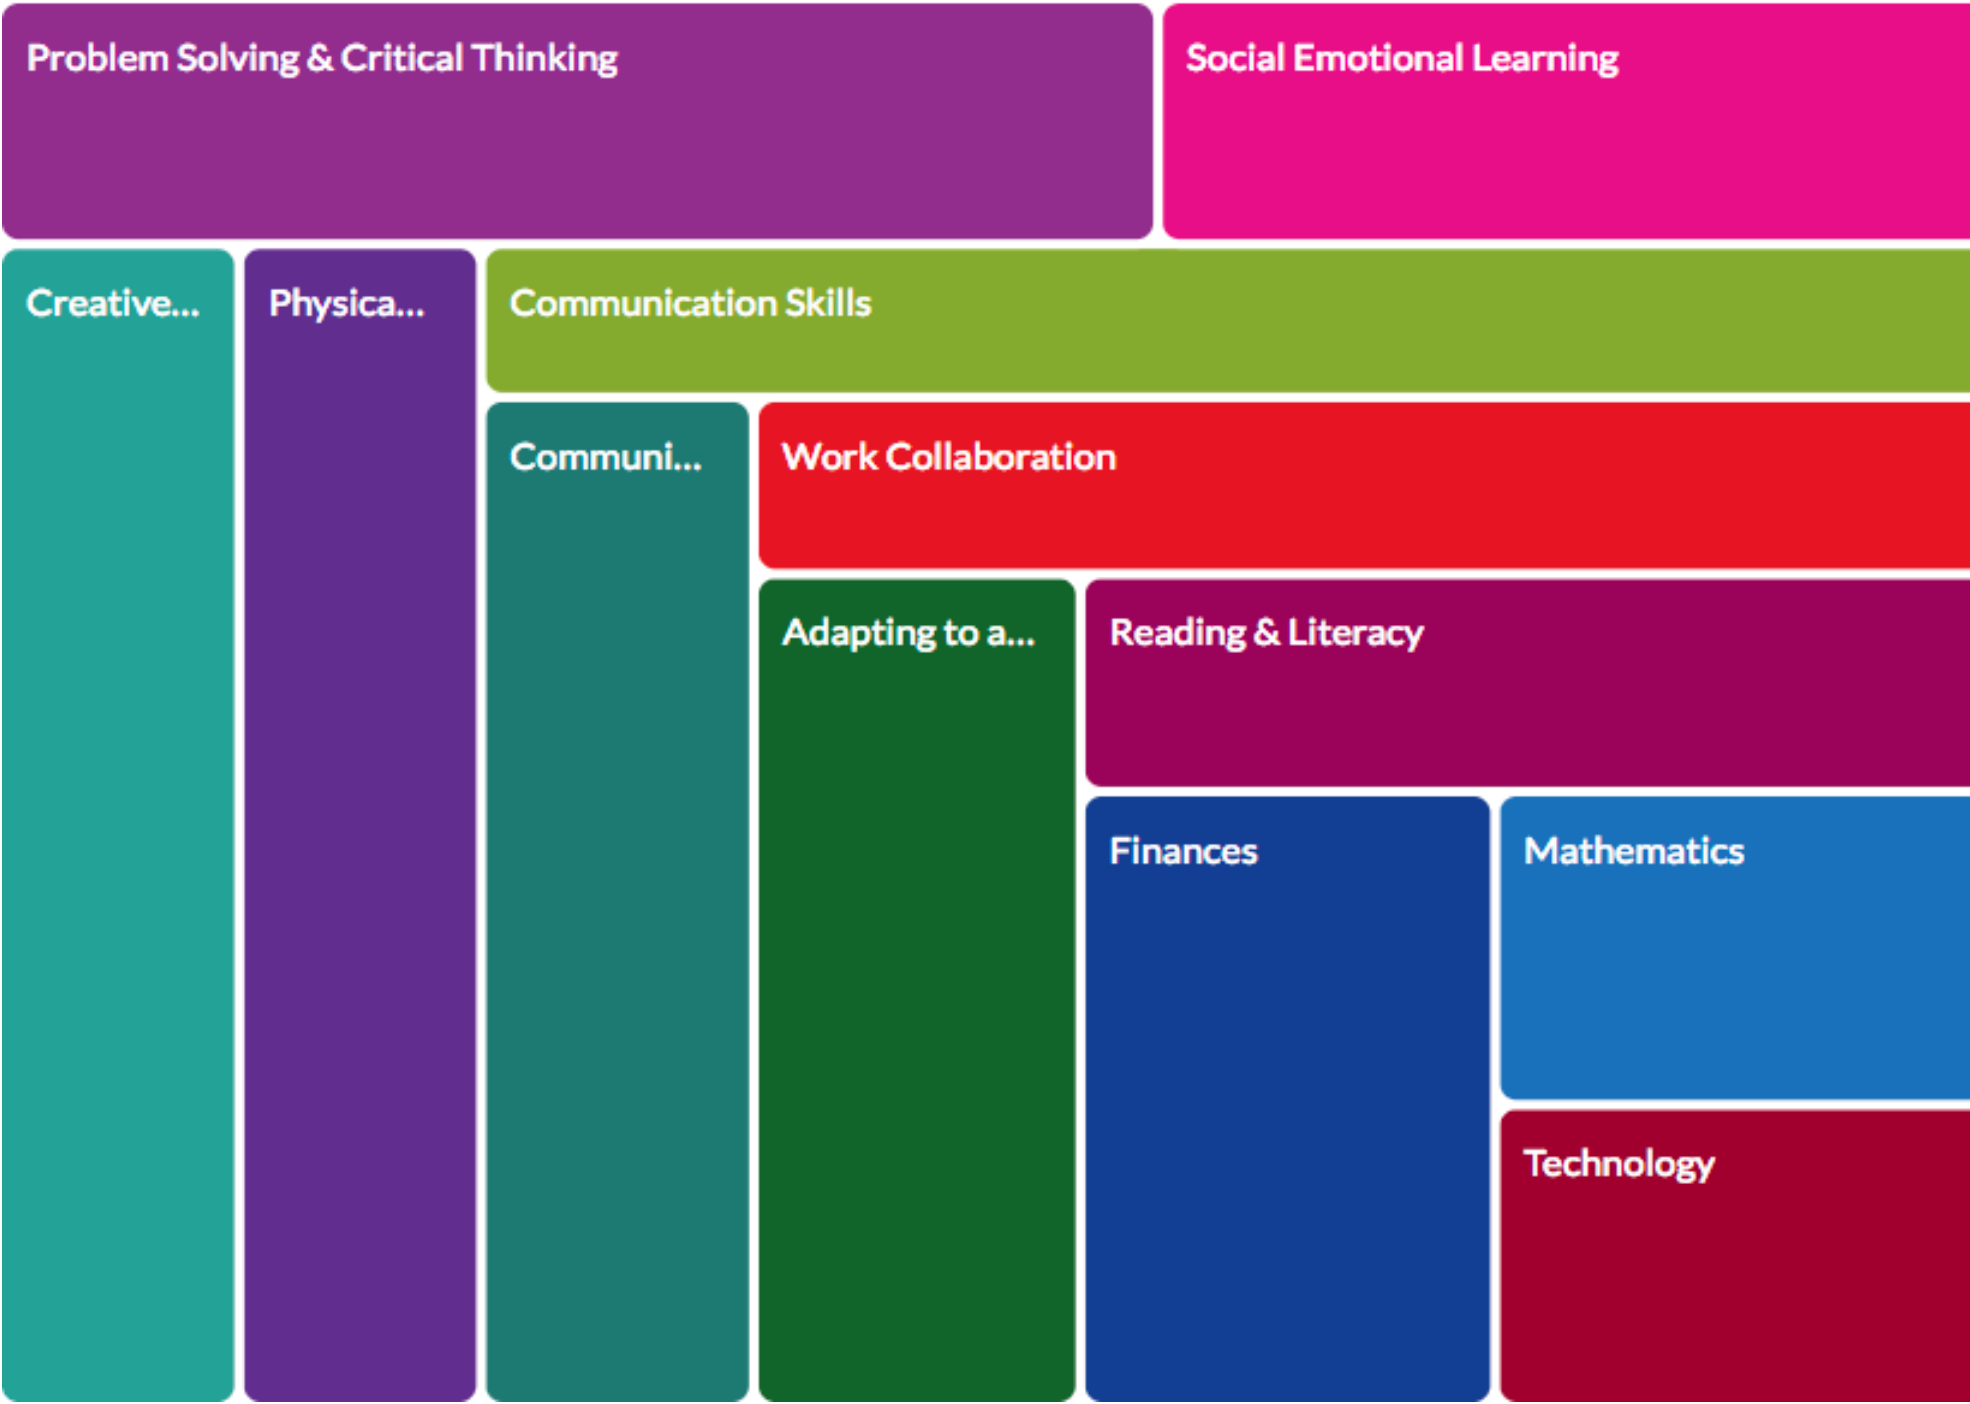 Problem Solving & Critical Thinking
Social Emotional Learning
Creative...
Physica...
Communication Skills
Communi...
Work Collaboration
Adapting to a...
Reading & Literacy
Finances
Mathematics
Technology